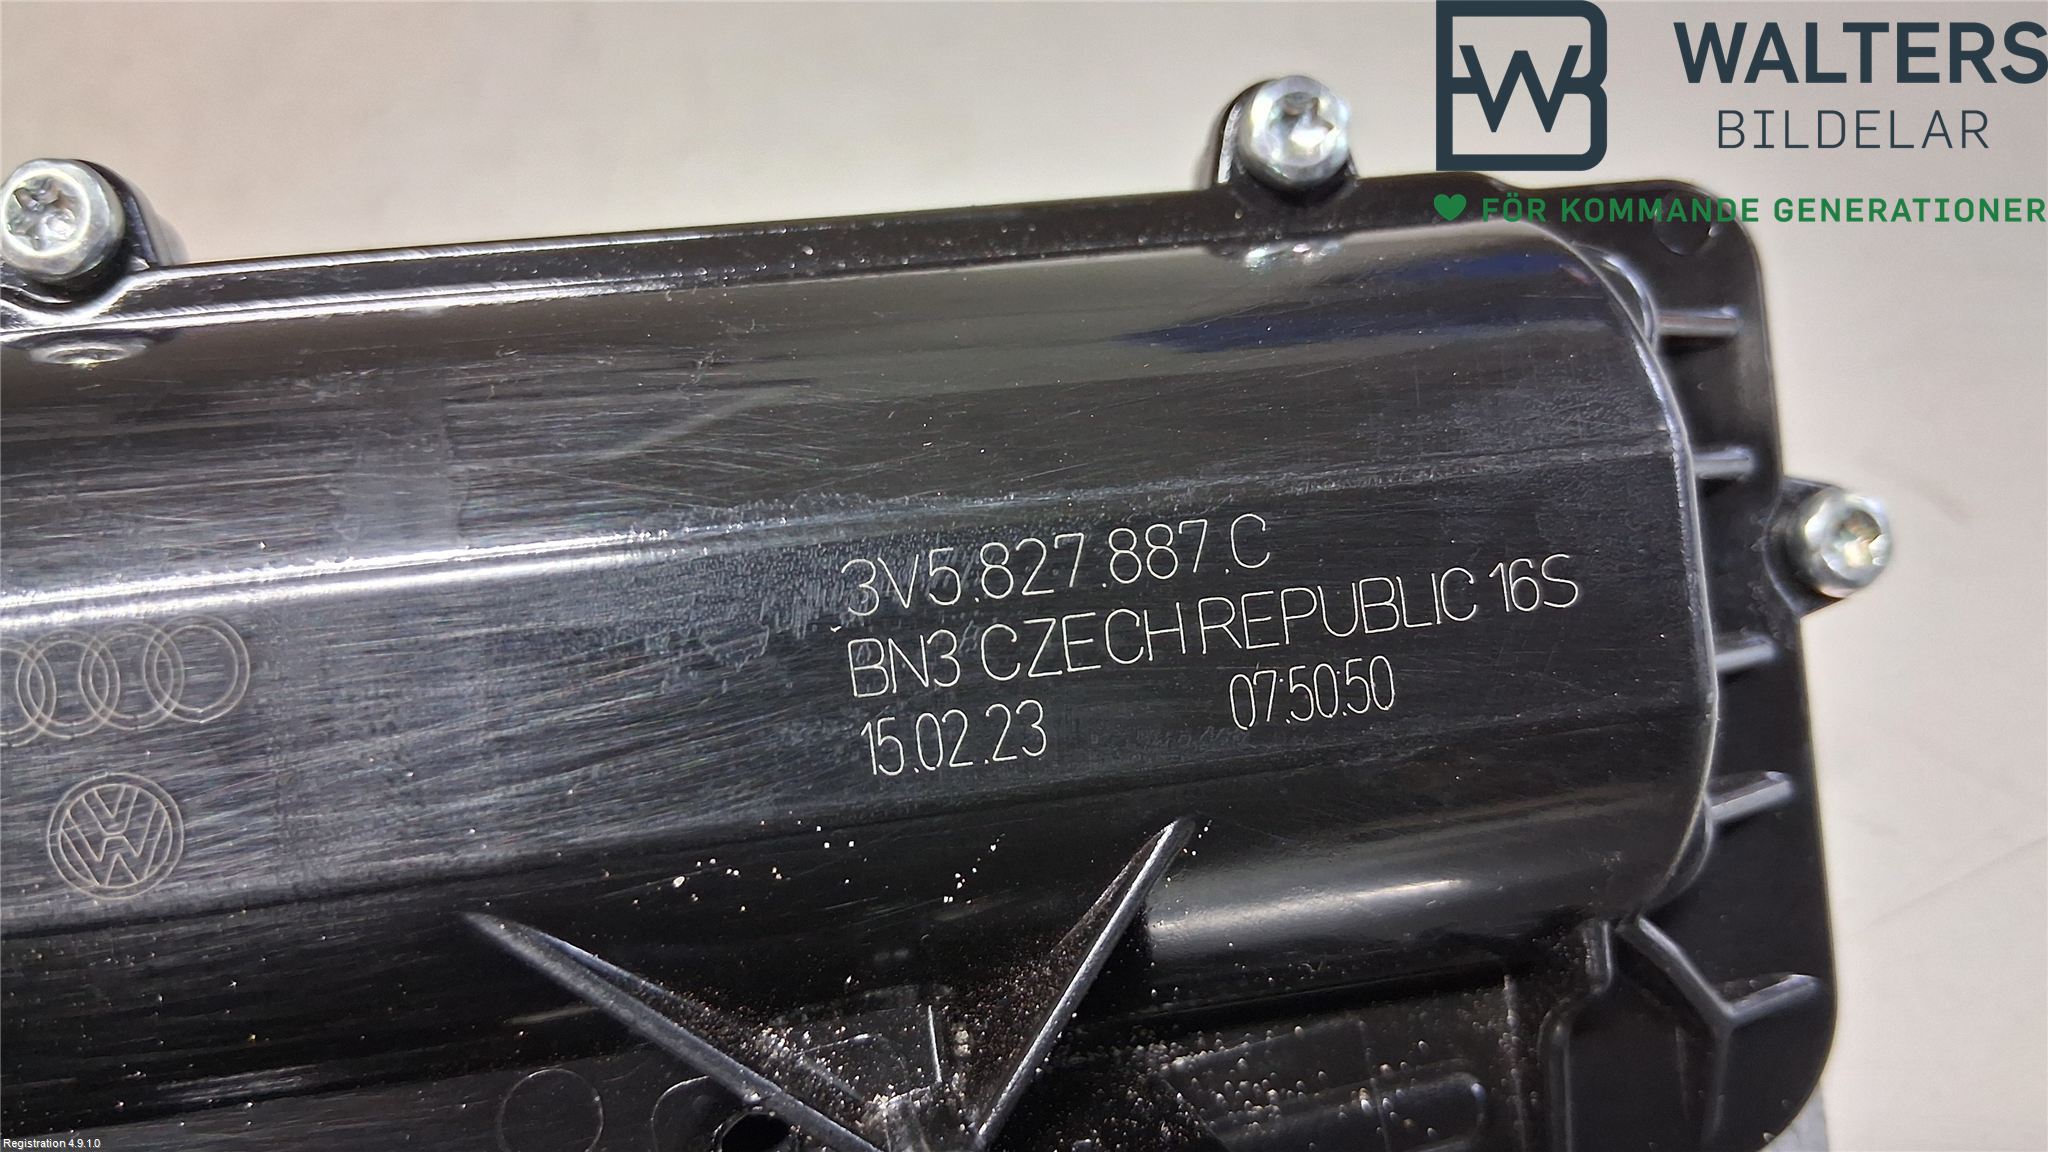 WALTERS
BILDELAR
FÖR KOMMANDE GENERATIONER
3V5.827.887.C
BN3 CZECH REPUBLIC 16S
15.02.23 07:50:50
Registration 4.9.1.0